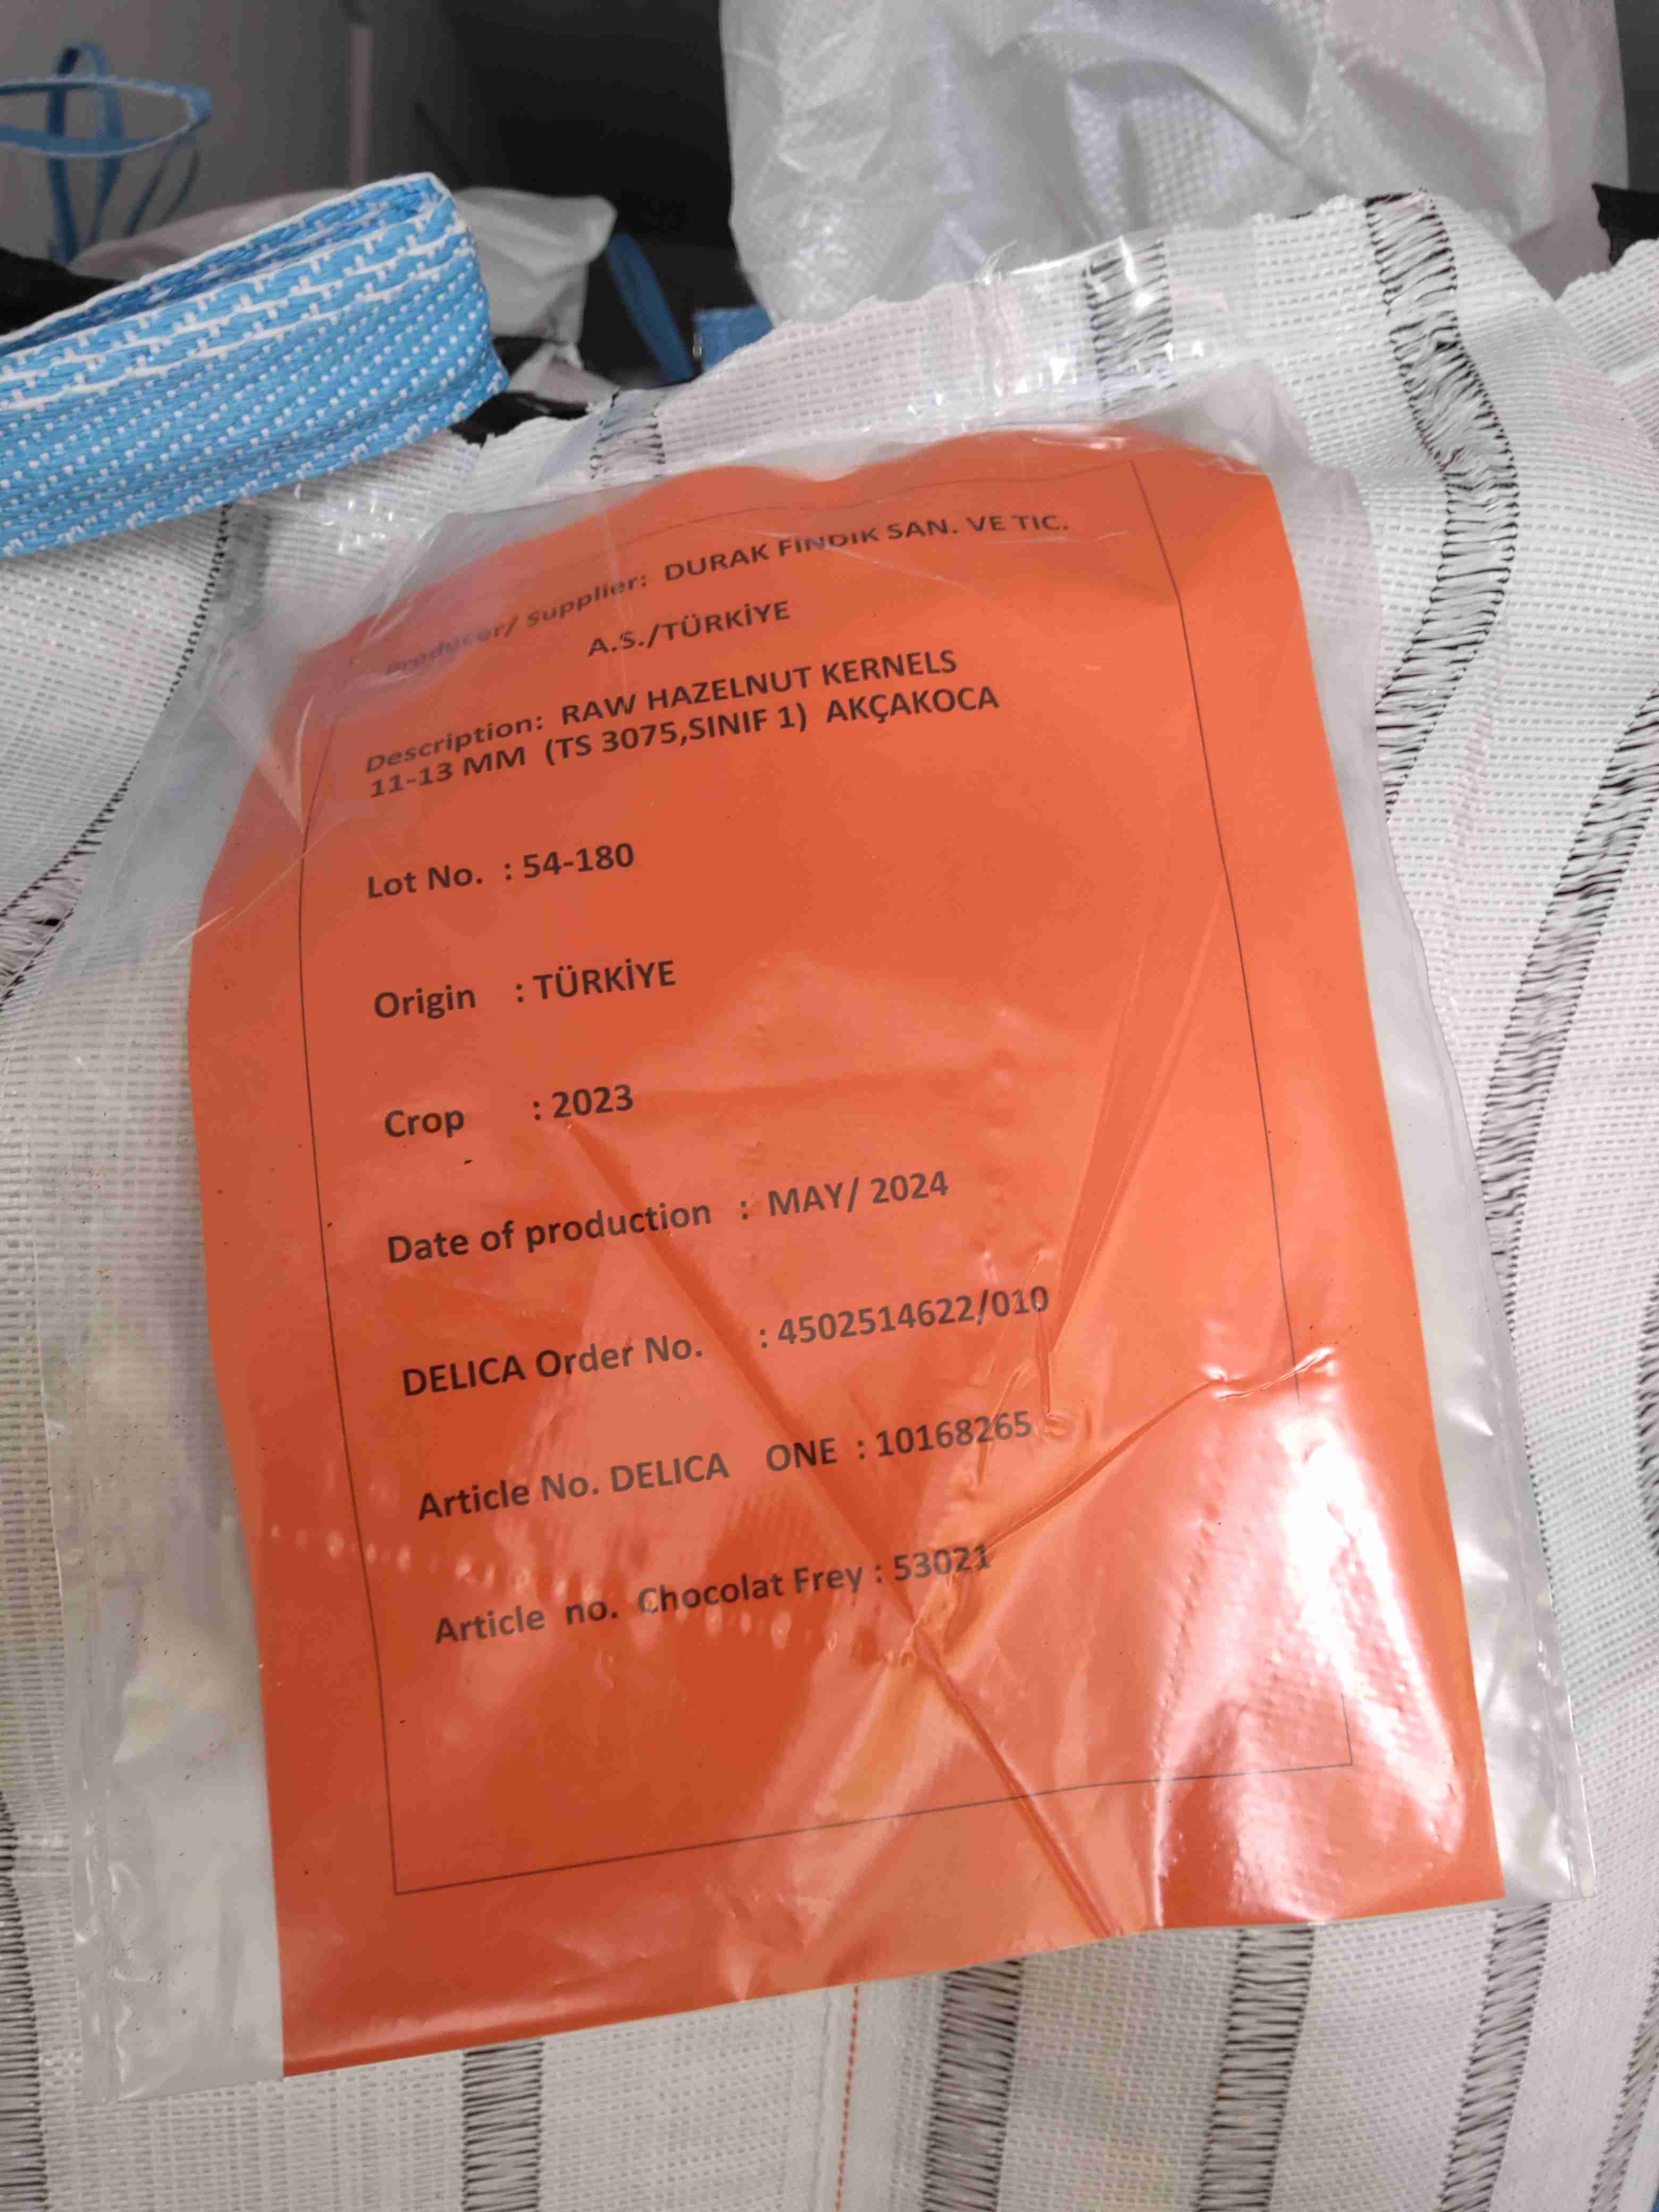 Producer/ Supplier: DURAK FINDIK SAN. VE TIC.
A.S./TÜRKİYE
Description: RAW HAZELNUT KERNELS
11-13 MM (TS 3075,SINIF 1) AKÇAKOCA
Lot No. : 54-180
Origin : TÜRKİYE
Crop : 2023
Date of production : MAY/ 2024
DELICA Order No. : 4502514622/010
Article No. DELICA ONE : 10168265
Article no. Chocolat Frey : 53021